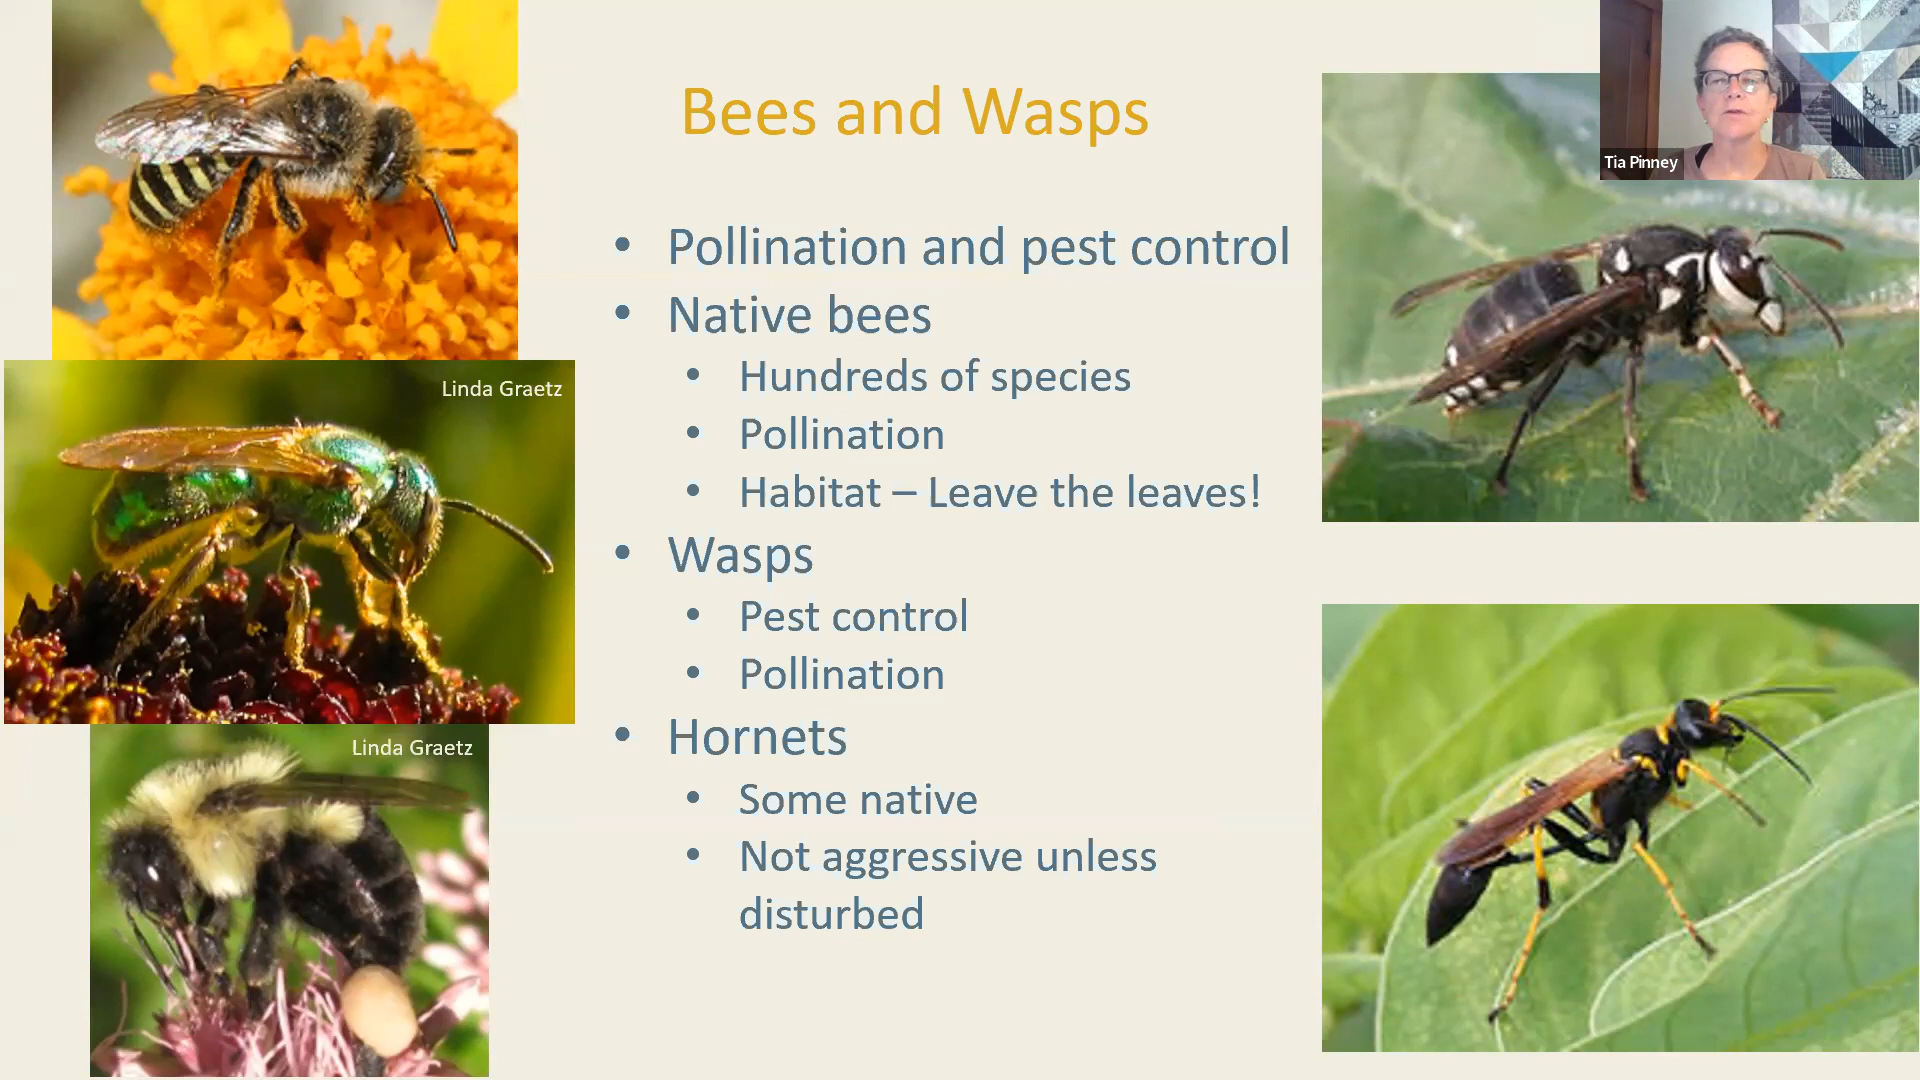 Bees and Wasps
• Pollination and pest control
• Native bees
• Hundreds of species
• Pollination
• Habitat – Leave the leaves!
• Wasps
• Pest control
• Pollination
• Hornets
• Some native
• Not aggressive unless
disturbed
Linda Graetz
Linda Graetz
Tia Pinney